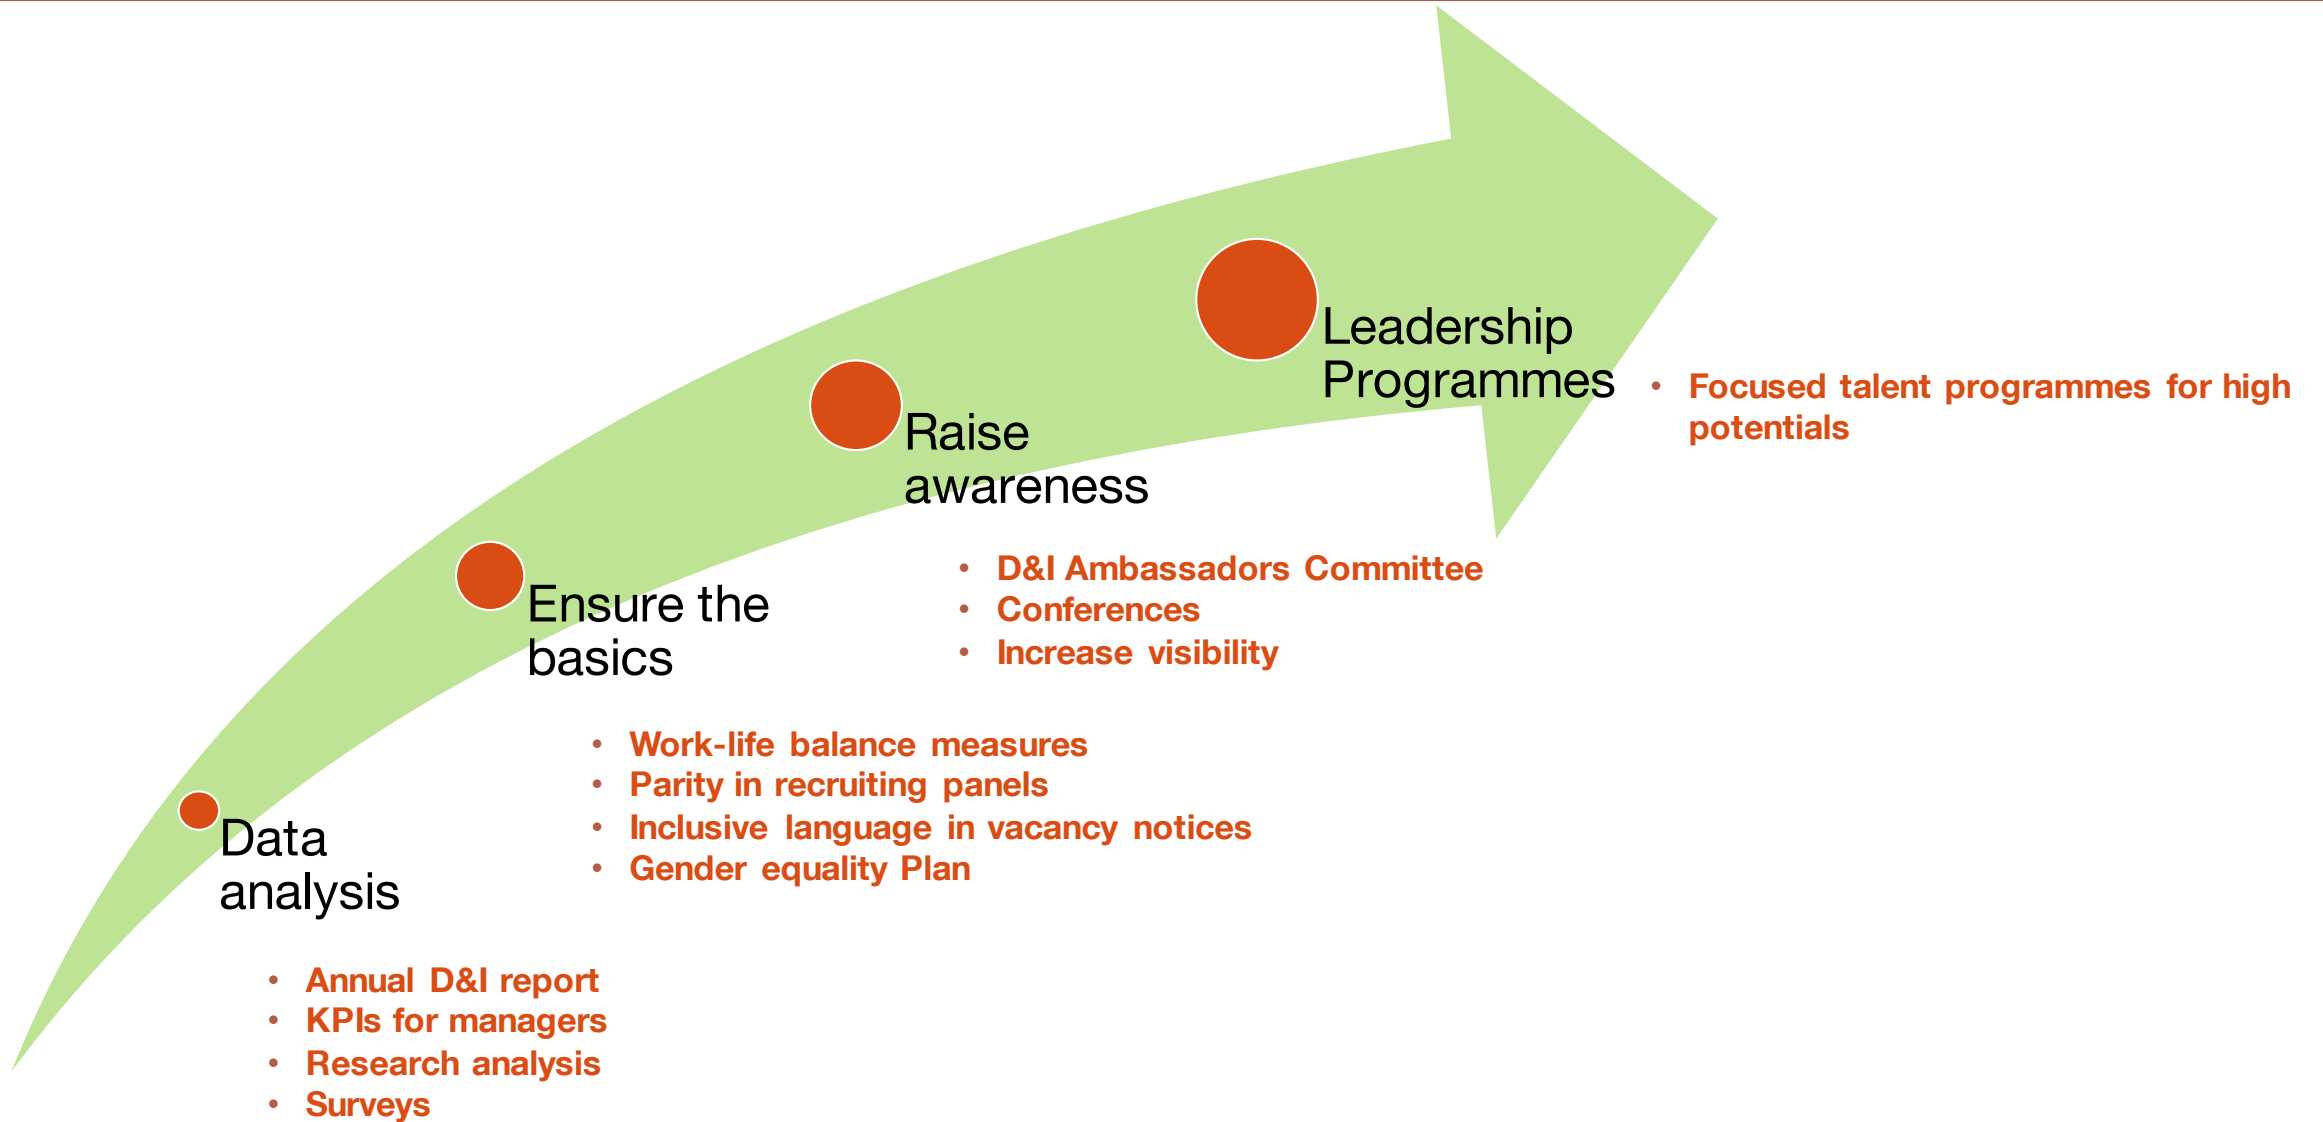 Leadership
Programmes
• Focused talent programmes for high
potentials
Raise
awareness
• D&I Ambassadors Committee
• Conferences
• Increase visibility
Ensure the
basics
• Work-life balance measures
• Parity in recruiting panels
• Inclusive language in vacancy notices
• Gender equality Plan
Data
analysis
• Annual D&I report
• KPIs for managers
• Research analysis
• Surveys